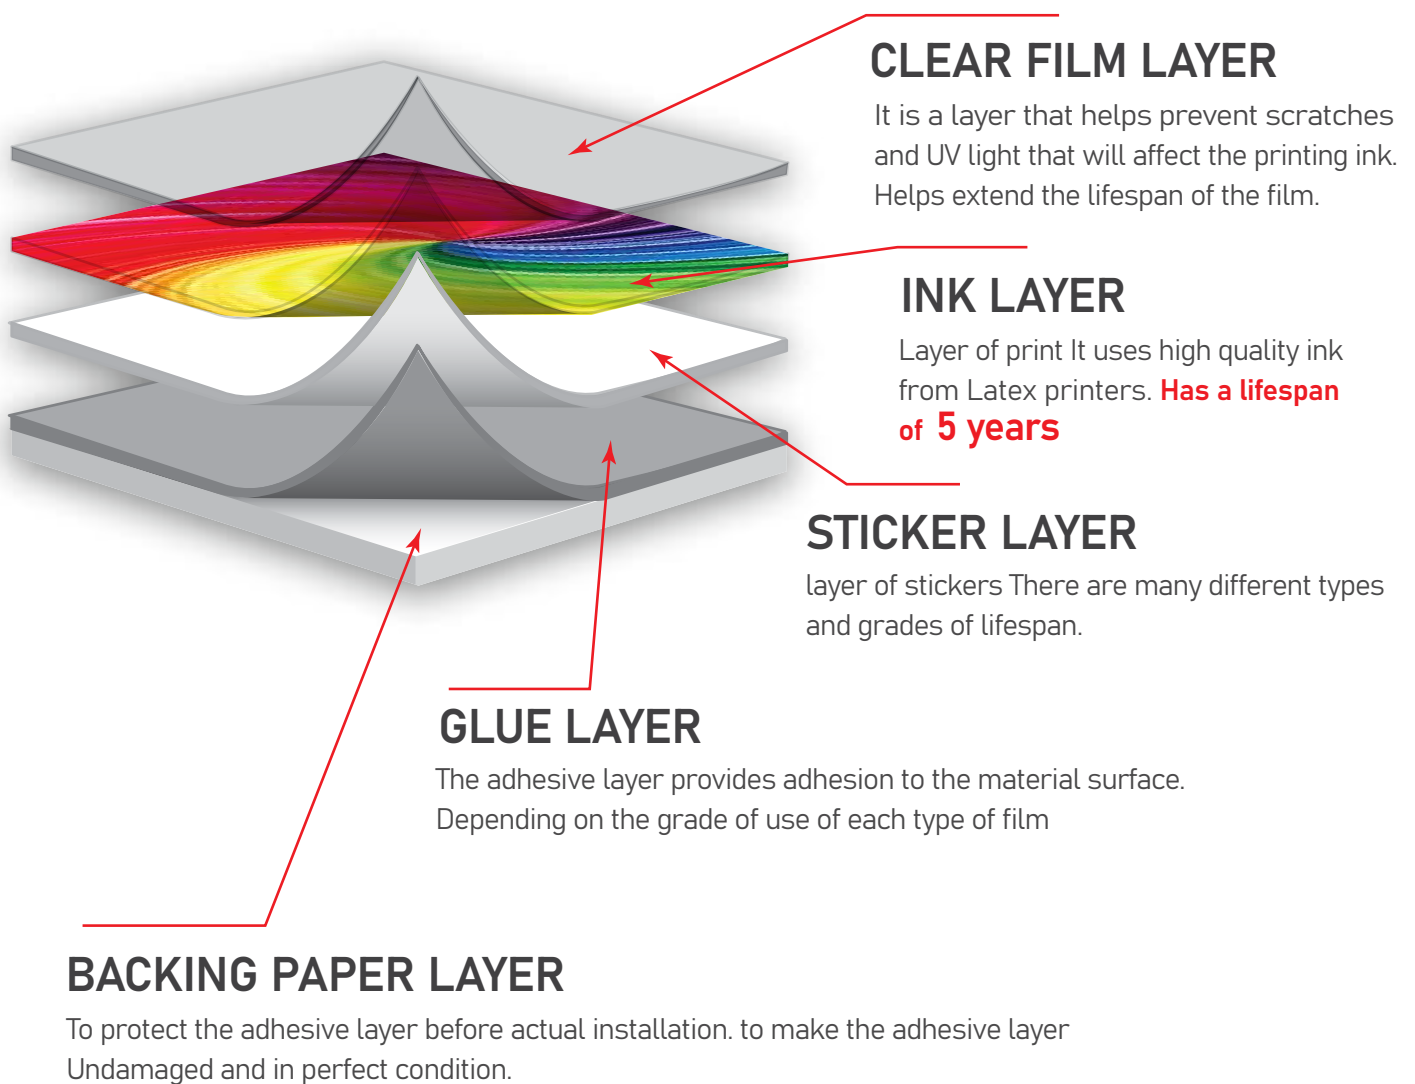 CLEAR FILM LAYER
It is a layer that helps prevent scratches
and UV light that will affect the printing ink.
Helps extend the lifespan of the film.
INK LAYER
Layer of print It uses high quality ink
from Latex printers. Has a lifespan
of 5 years
STICKER LAYER
layer of stickers There are many different types
and grades of lifespan.
GLUE LAYER
The adhesive layer provides adhesion to the material surface.
Depending on the grade of use of each type of film
BACKING PAPER LAYER
To protect the adhesive layer before actual installation. to make the adhesive layer
Undamaged and in perfect condition.